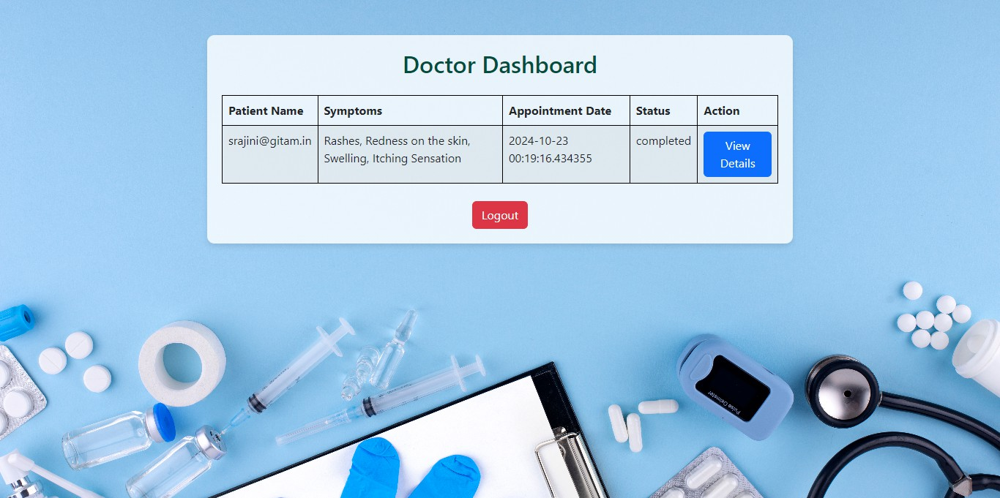 Doctor Dashboard
Patient Name Symptoms Appointment Date Status Action
srajini@gitam.in Rashes, Redness on the skin, 2024-10-23 completed View
Swelling, Itching Sensation 00:19:16.434355 Details
Logout
Pulse Oximeter